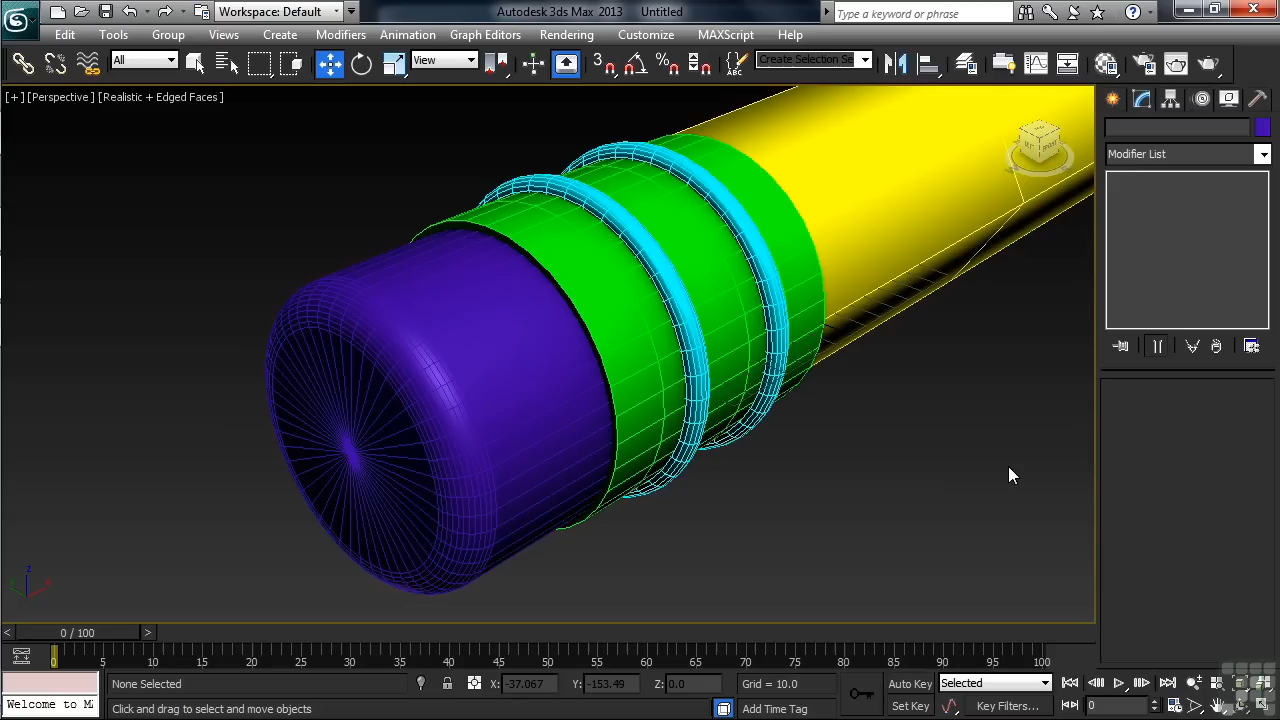 Workspace: Default
Autodesk 3ds Max 2013 Untitled
Type a keyword or phrase
Edit Tools Group Views Create Modifiers Animation Graph Editors Rendering Customize MAXScript Help
All
View
3
Create Selection Se
[+] [Perspective ] [Realistic + Edged Faces ]
Modifier List
z
< 0 / 100 >
0 5 10 15 20 25 30 35 40 45 50 55 60 65 70 75 80 85 90 95 100
None Selected
X: -37.067 Y: -153.49 Z: 0.0
Grid = 10.0
Auto Key
Selected
Welcome to M
Click and drag to select and move objects
Add Time Tag
Set Key
Key Filters...
0